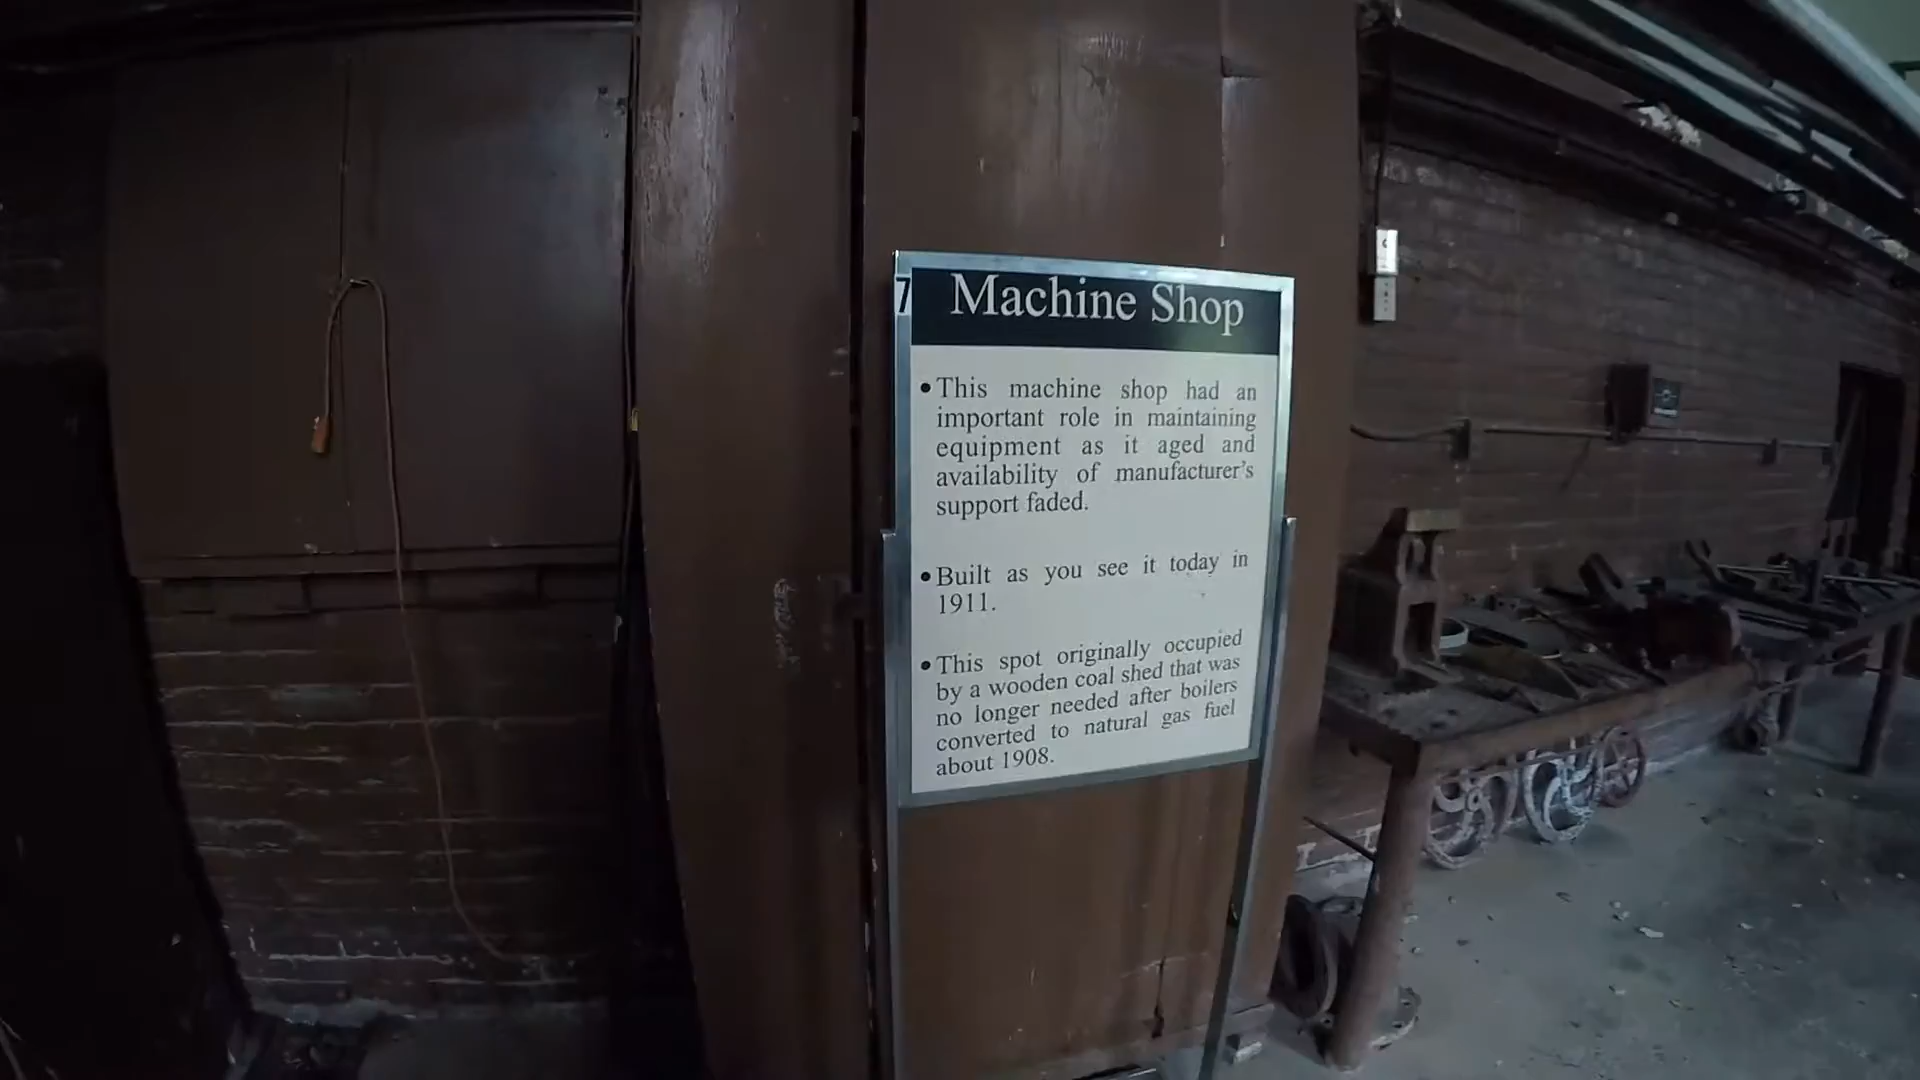 7
Machine Shop
• This machine shop had an
important role in maintaining
equipment as it aged and
availability of manufacturer's
support faded.
• Built as you see it today in
1911.
• This spot originally occupied
by a wooden coal shed that was
no longer needed after boilers
converted to natural gas fuel
about 1908.